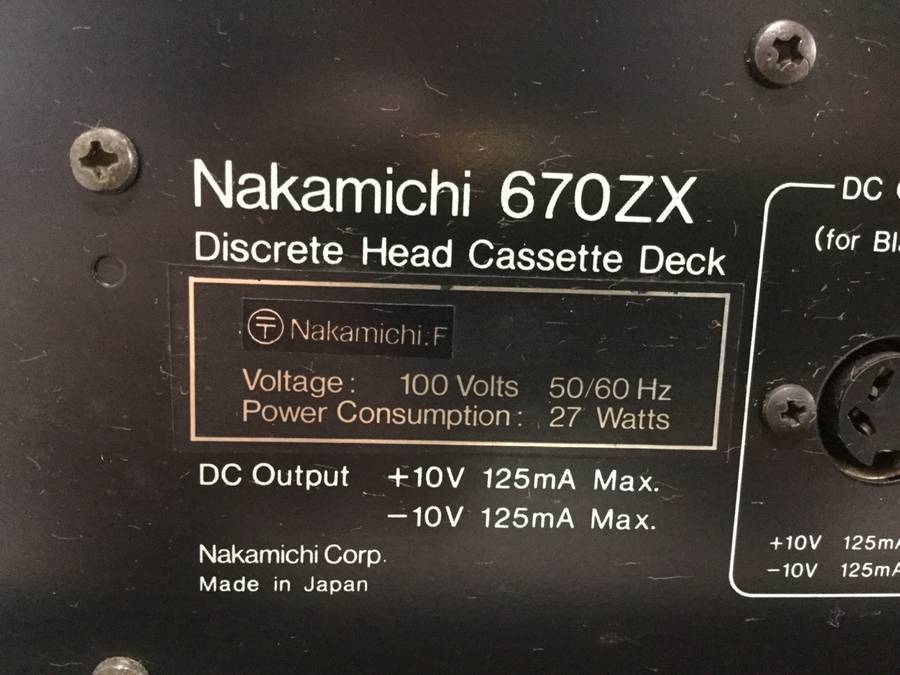 Nakamichi 670ZX
Discrete Head Cassette Deck
〒 Nakamichi.F
Voltage: 100 Volts 50/60 Hz
Power Consumption: 27 Watts
DC Output +10V 125mA Max.
−10V 125mA Max.
Nakamichi Corp.
Made in Japan
DC
(for
+10V 125mA
−10V 125mA